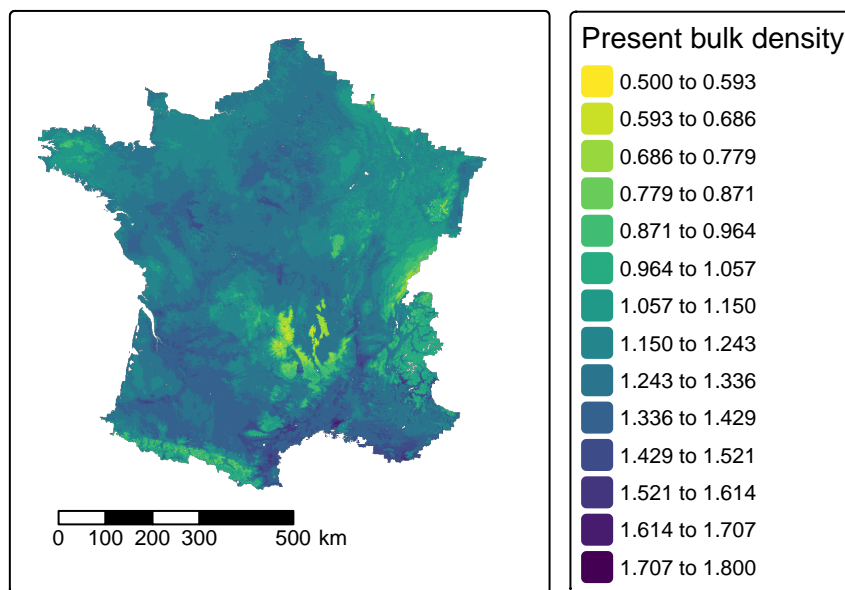 Present bulk density
0.500 to 0.593
0.593 to 0.686
0.686 to 0.779
0.779 to 0.871
0.871 to 0.964
0.964 to 1.057
1.057 to 1.150
1.150 to 1.243
1.243 to 1.336
1.336 to 1.429
1.429 to 1.521
1.521 to 1.614
1.614 to 1.707
1.707 to 1.800
0 100 200 300 500 km